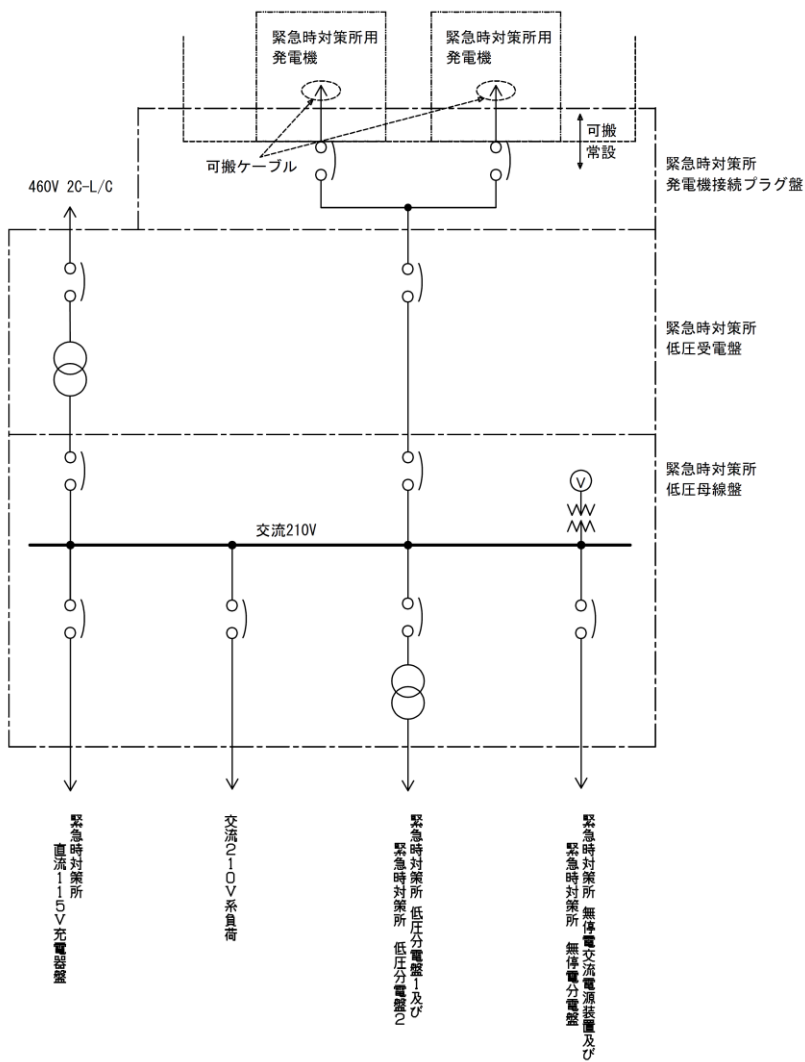 緊急時対策所用
発電機
緊急時対策所用
発電機
可搬
常設
可搬ケーブル
緊急時対策所
発電機接続プラグ盤
460V 2C-L/C
緊急時対策所
低圧受電盤
緊急時対策所
低圧母線盤
V
交流210V
緊急時対策所
直流115V充電器盤
交流210V系負荷
緊急時対策所 低圧分電盤1及び
緊急時対策所 低圧分電盤2
緊急時対策所 無停電交流電源装置及び
緊急時対策所 無停電分電盤